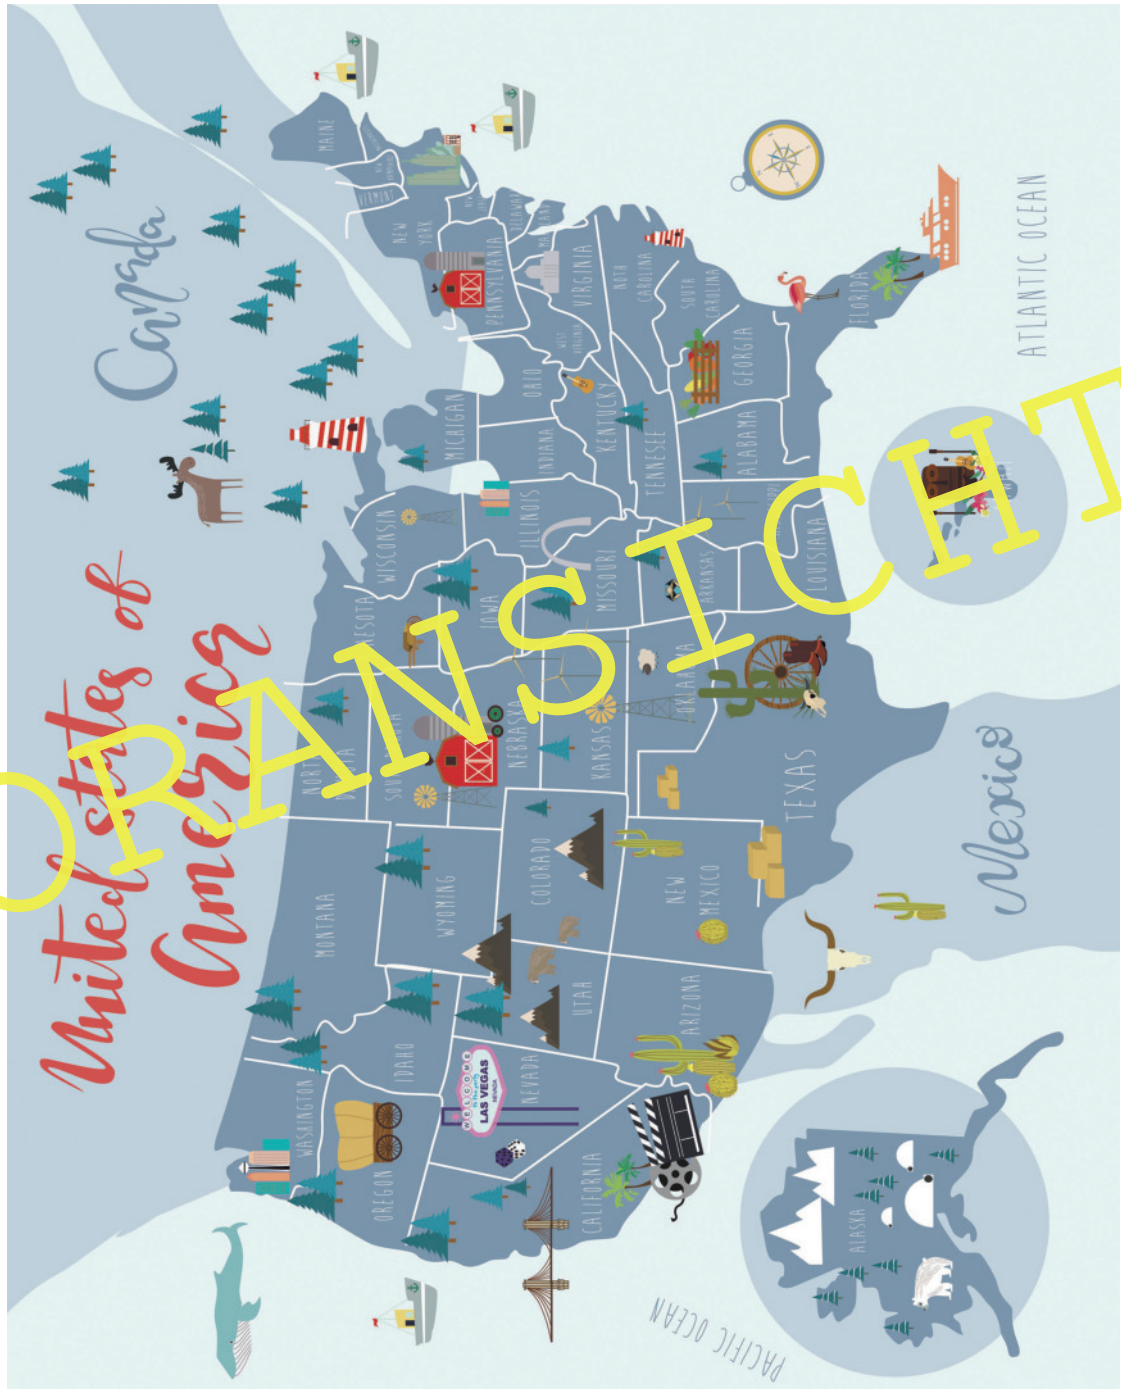 United States of
America
Canada
MAINE
VERMONT
NEW
YORK
PENNSYLVANIA
DELAWARE
VIRGINIA
WEST
VIRGINIA
NOTH
CAROLINA
SOUTH
CAROLINA
GEORGIA
FLORIDA
OHIO
MICHIGAN
INDIANA
KENTUCKY
TENNESSEE
ALABAMA
WISCONSIN
ILLINOIS
IOWA
MISSOURI
ARKANSAS
LOUISIANA
NEBRASKA
KANSAS
OKLAHOMA
TEXAS
MONTANA
WYOMING
COLORADO
NEW
MEXICO
IDAHO
UTAH
ARIZONA
WASHINGTON
OREGON
NEVADA
WELCOME
LAS VEGAS
NEVADA
CALIFORNIA
ALASKA
Mexico
ATLANTIC OCEAN
PACIFIC OCEAN
ORANSICHT